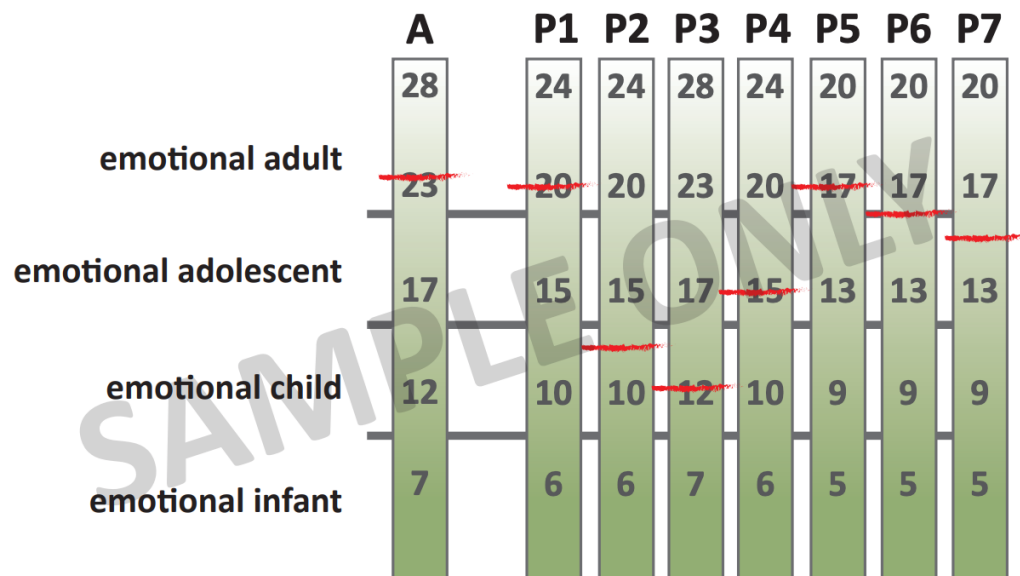 A P1 P2 P3 P4 P5 P6 P7
28 24 24 28 24 20 20 20
emotional adult
23 20 20 23 20 17 17 17
emotional adolescent
17 15 15 17 15 13 13 13
emotional child
12 10 10 12 10 9 9 9
emotional infant
7 6 6 7 6 5 5 5
SAMPLE ONLY